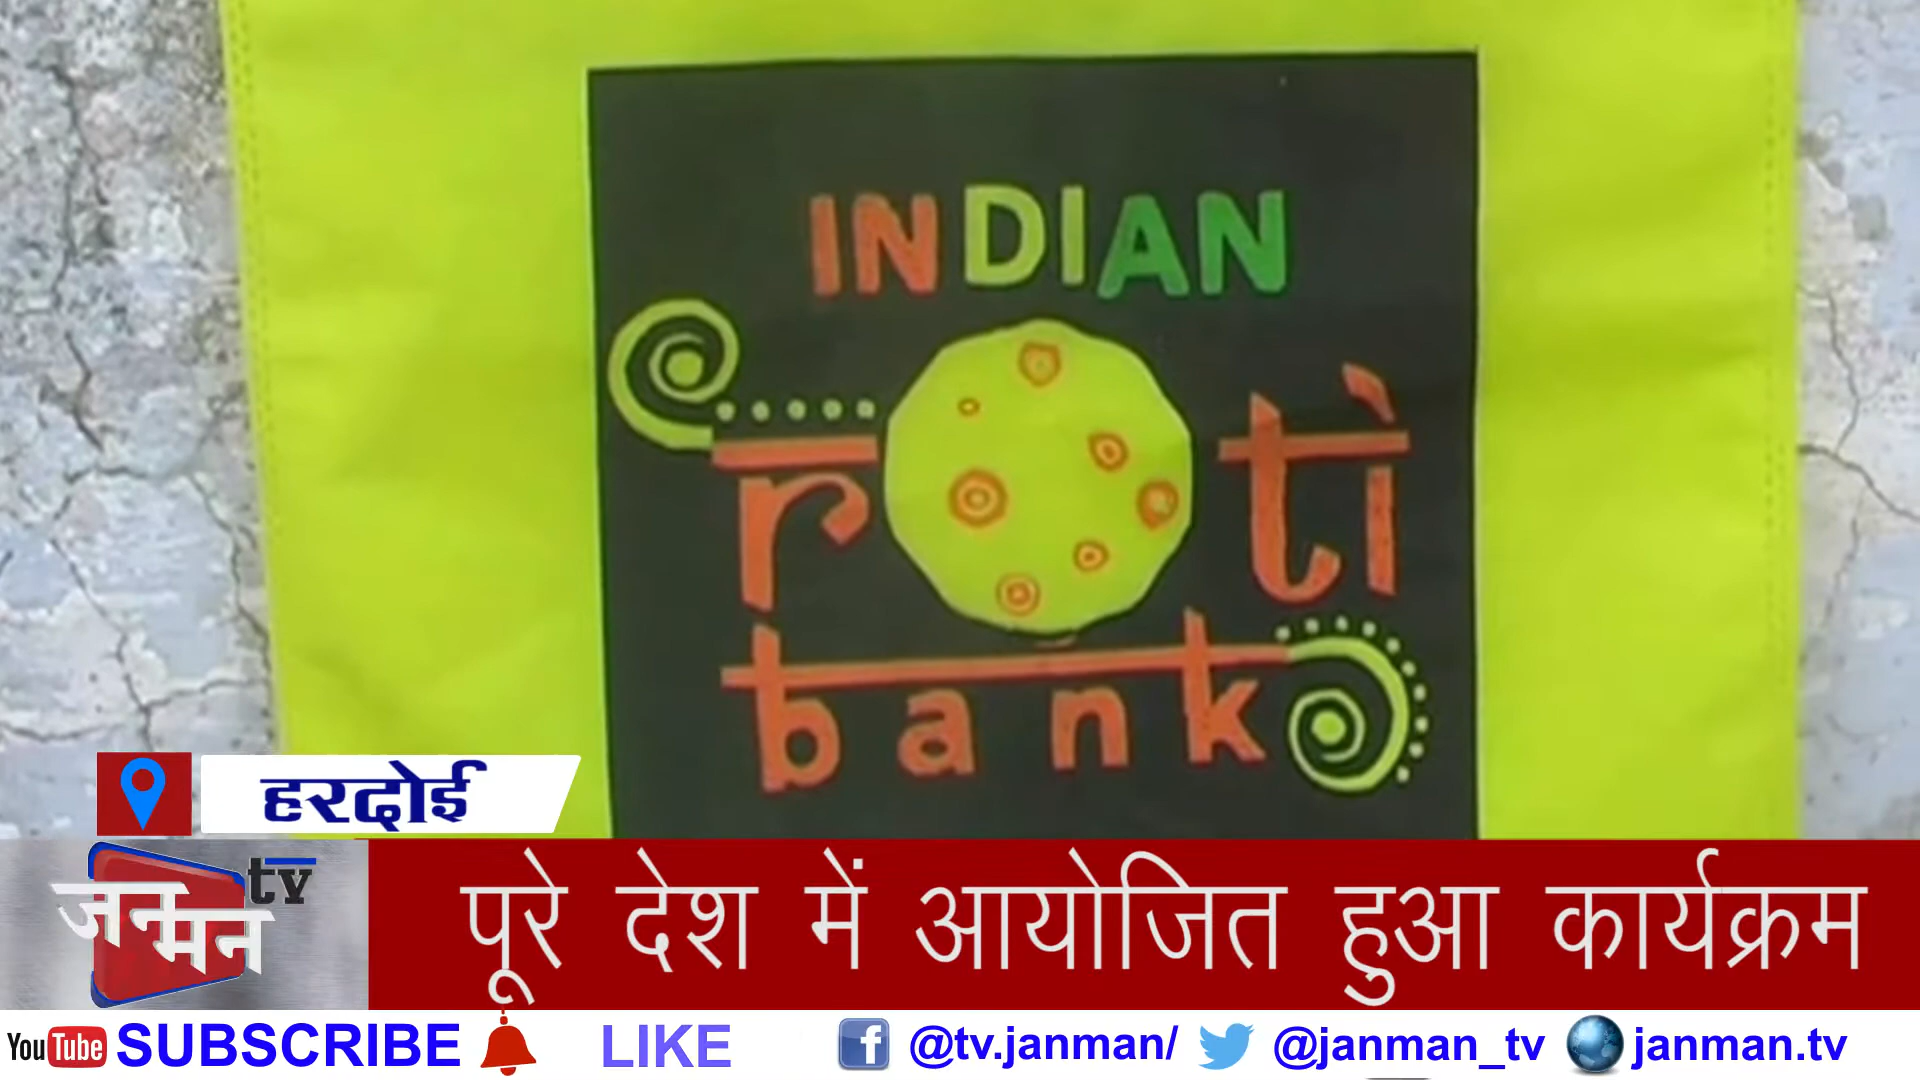 INDIAN
roti
bank
हरदोई
जनमन tv
पूरे देश में आयोजित हुआ कार्यक्रम
YouTube SUBSCRIBE LIKE @tv.janman/ @janman_tv janman.tv